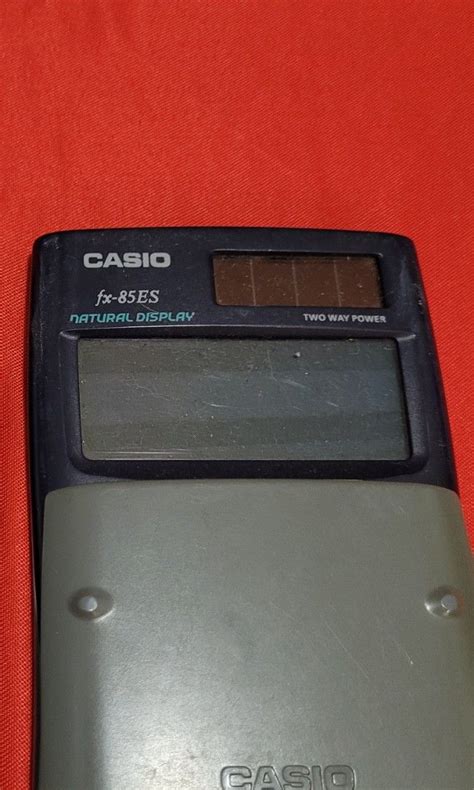 CASIO
fx-85ES
NATURAL DISPLAY
TWO WAY POWER
CASIO